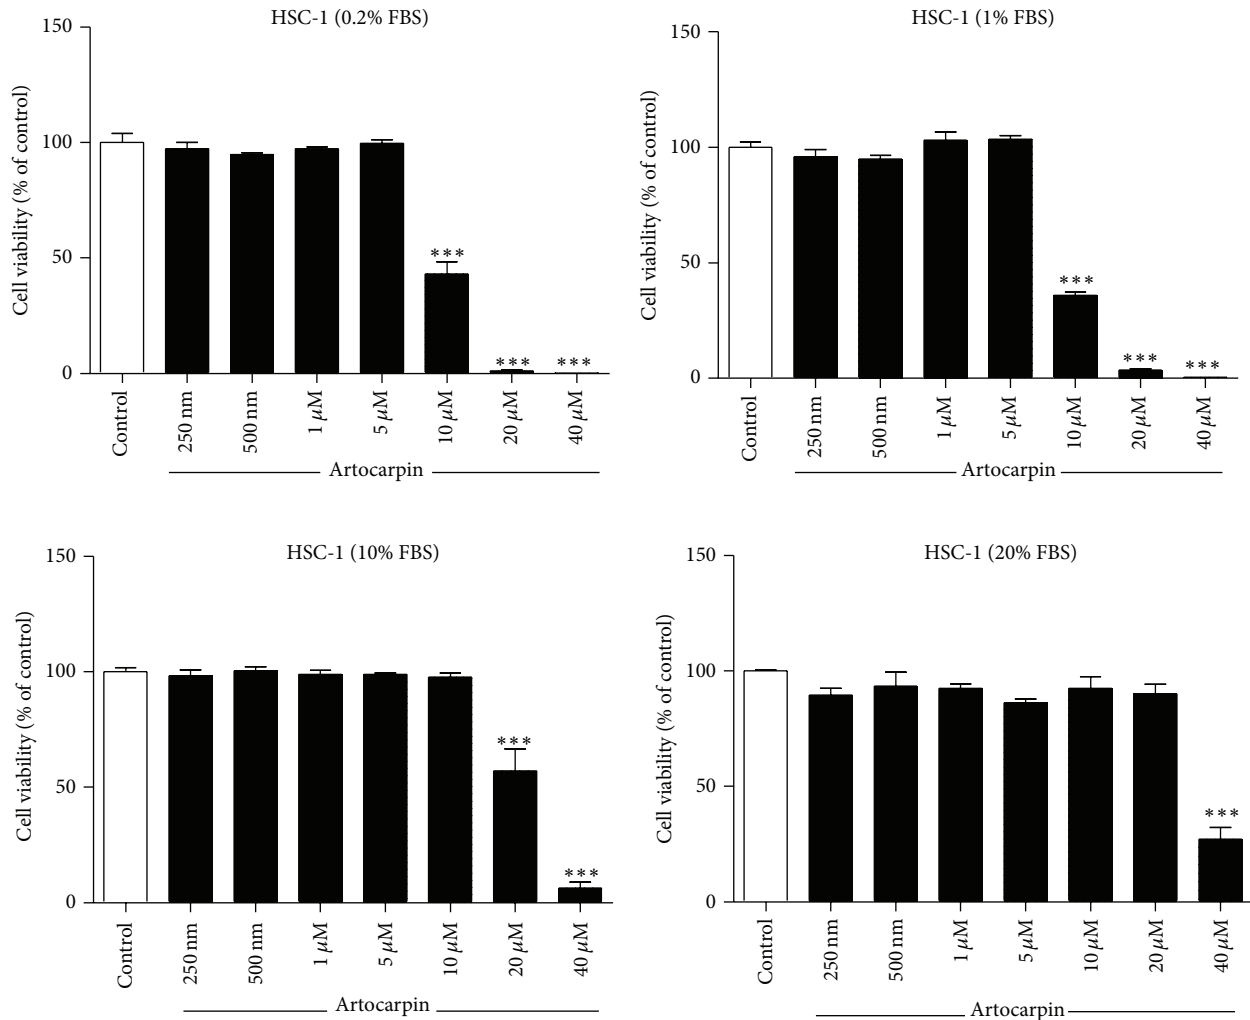 HSC-1 (0.2% FBS)
Cell viability (% of control)
150
100
50
0
***
***
***
Control
250 nm
500 nm
1 μM
5 μM
10 μM
20 μM
40 μM
Artocarpin
HSC-1 (1% FBS)
Cell viability (% of control)
150
100
50
0
***
***
***
Control
250 nm
500 nm
1 μM
5 μM
10 μM
20 μM
40 μM
Artocarpin
HSC-1 (10% FBS)
Cell viability (% of control)
150
100
50
0
***
***
Control
250 nm
500 nm
1 μM
5 μM
10 μM
20 μM
40 μM
Artocarpin
HSC-1 (20% FBS)
Cell viability (% of control)
150
100
50
0
***
Control
250 nm
500 nm
1 μM
5 μM
10 μM
20 μM
40 μM
Artocarpin